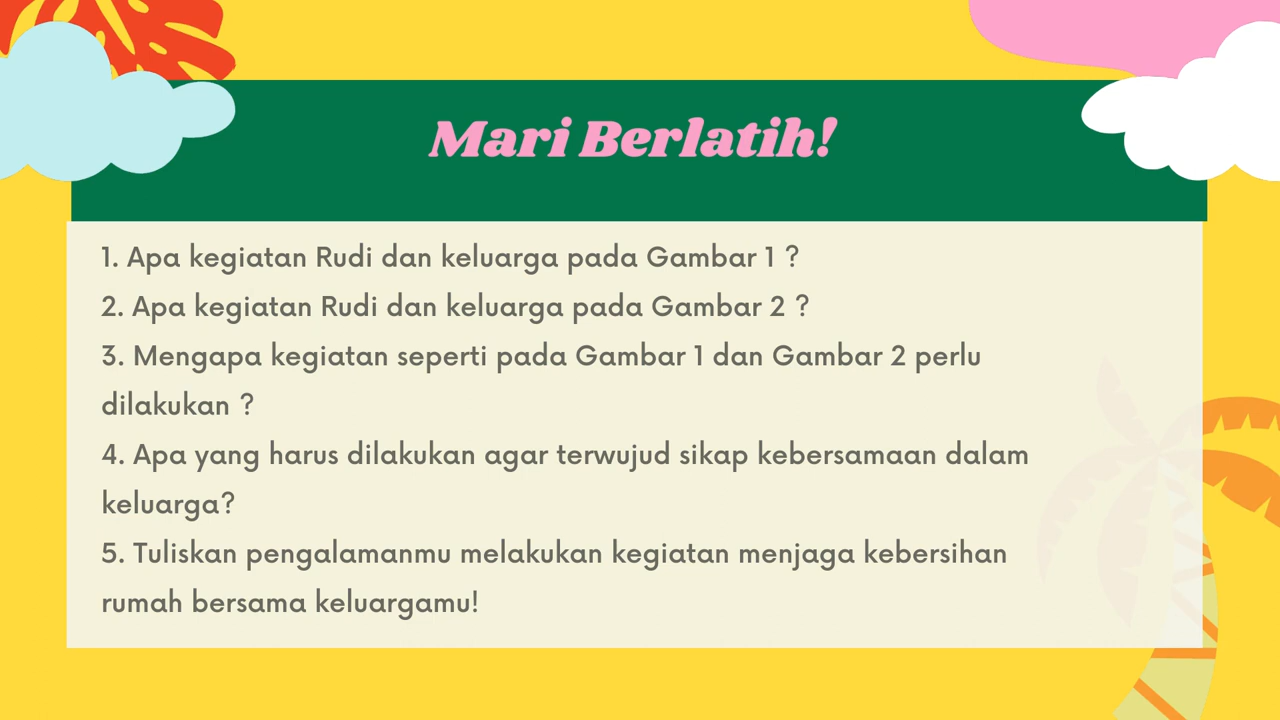 Mari Berlatih!
1. Apa kegiatan Rudi dan keluarga pada Gambar 1 ?
2. Apa kegiatan Rudi dan keluarga pada Gambar 2 ?
3. Mengapa kegiatan seperti pada Gambar 1 dan Gambar 2 perlu
dilakukan ?
4. Apa yang harus dilakukan agar terwujud sikap kebersamaan dalam
keluarga?
5. Tuliskan pengalamanmu melakukan kegiatan menjaga kebersihan
rumah bersama keluargamu!